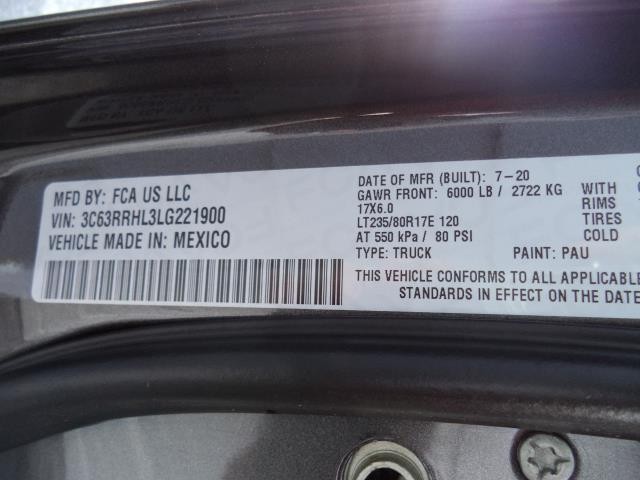 MFD BY: FCA US LLC
VIN: 3C63RRHL3LG221900
VEHICLE MADE IN: MEXICO
DATE OF MFR (BUILT): 7-20
GAWR FRONT: 6000 LB / 2722 KG WITH
17X6.0 RIMS
LT235/80R17E 120 TIRES
AT 550 kPa / 80 PSI COLD
TYPE: TRUCK PAINT: PAU
THIS VEHICLE CONFORMS TO ALL APPLICABLE
STANDARDS IN EFFECT ON THE DATE